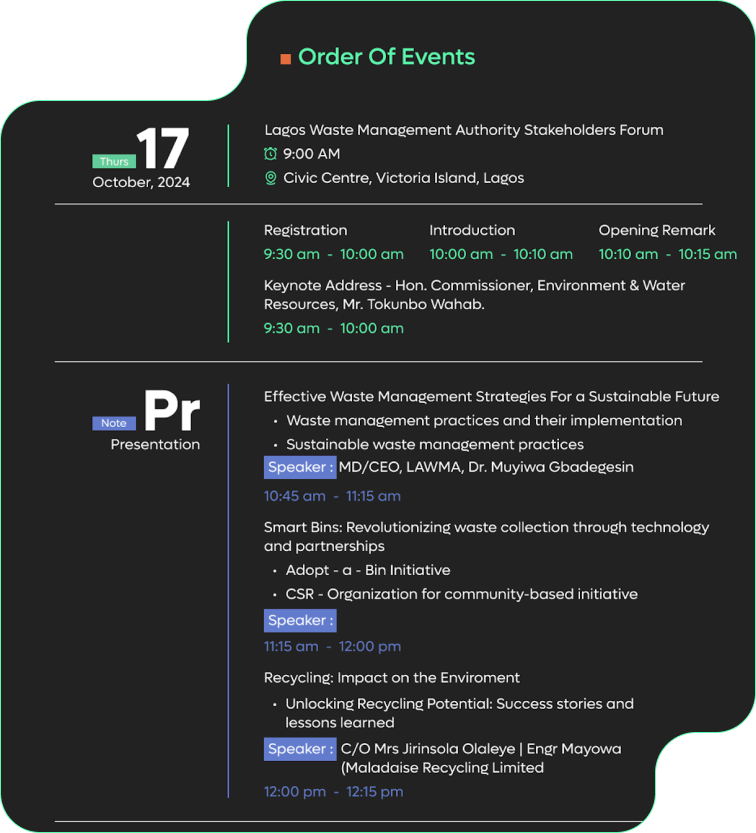 Order Of Events
Thurs 17
October, 2024
Lagos Waste Management Authority Stakeholders Forum
9:00 AM
Civic Centre, Victoria Island, Lagos
Registration
9:30 am - 10:00 am
Introduction
10:00 am - 10:10 am
Opening Remark
10:10 am - 10:15 am
Keynote Address - Hon. Commissioner, Environment & Water
Resources, Mr. Tokunbo Wahab.
9:30 am - 10:00 am
Note Pr
Presentation
Effective Waste Management Strategies For a Sustainable Future
• Waste management practices and their implementation
• Sustainable waste management practices
Speaker : MD/CEO, LAWMA, Dr. Muyiwa Gbadegesin
10:45 am - 11:15 am
Smart Bins: Revolutionizing waste collection through technology
and partnerships
• Adopt - a - Bin Initiative
• CSR - Organization for community-based initiative
Speaker :
11:15 am - 12:00 pm
Recycling: Impact on the Enviroment
• Unlocking Recycling Potential: Success stories and
lessons learned
Speaker : C/O Mrs Jirinsola Olaleye | Engr Mayowa
(Maladaise Recycling Limited
12:00 pm - 12:15 pm